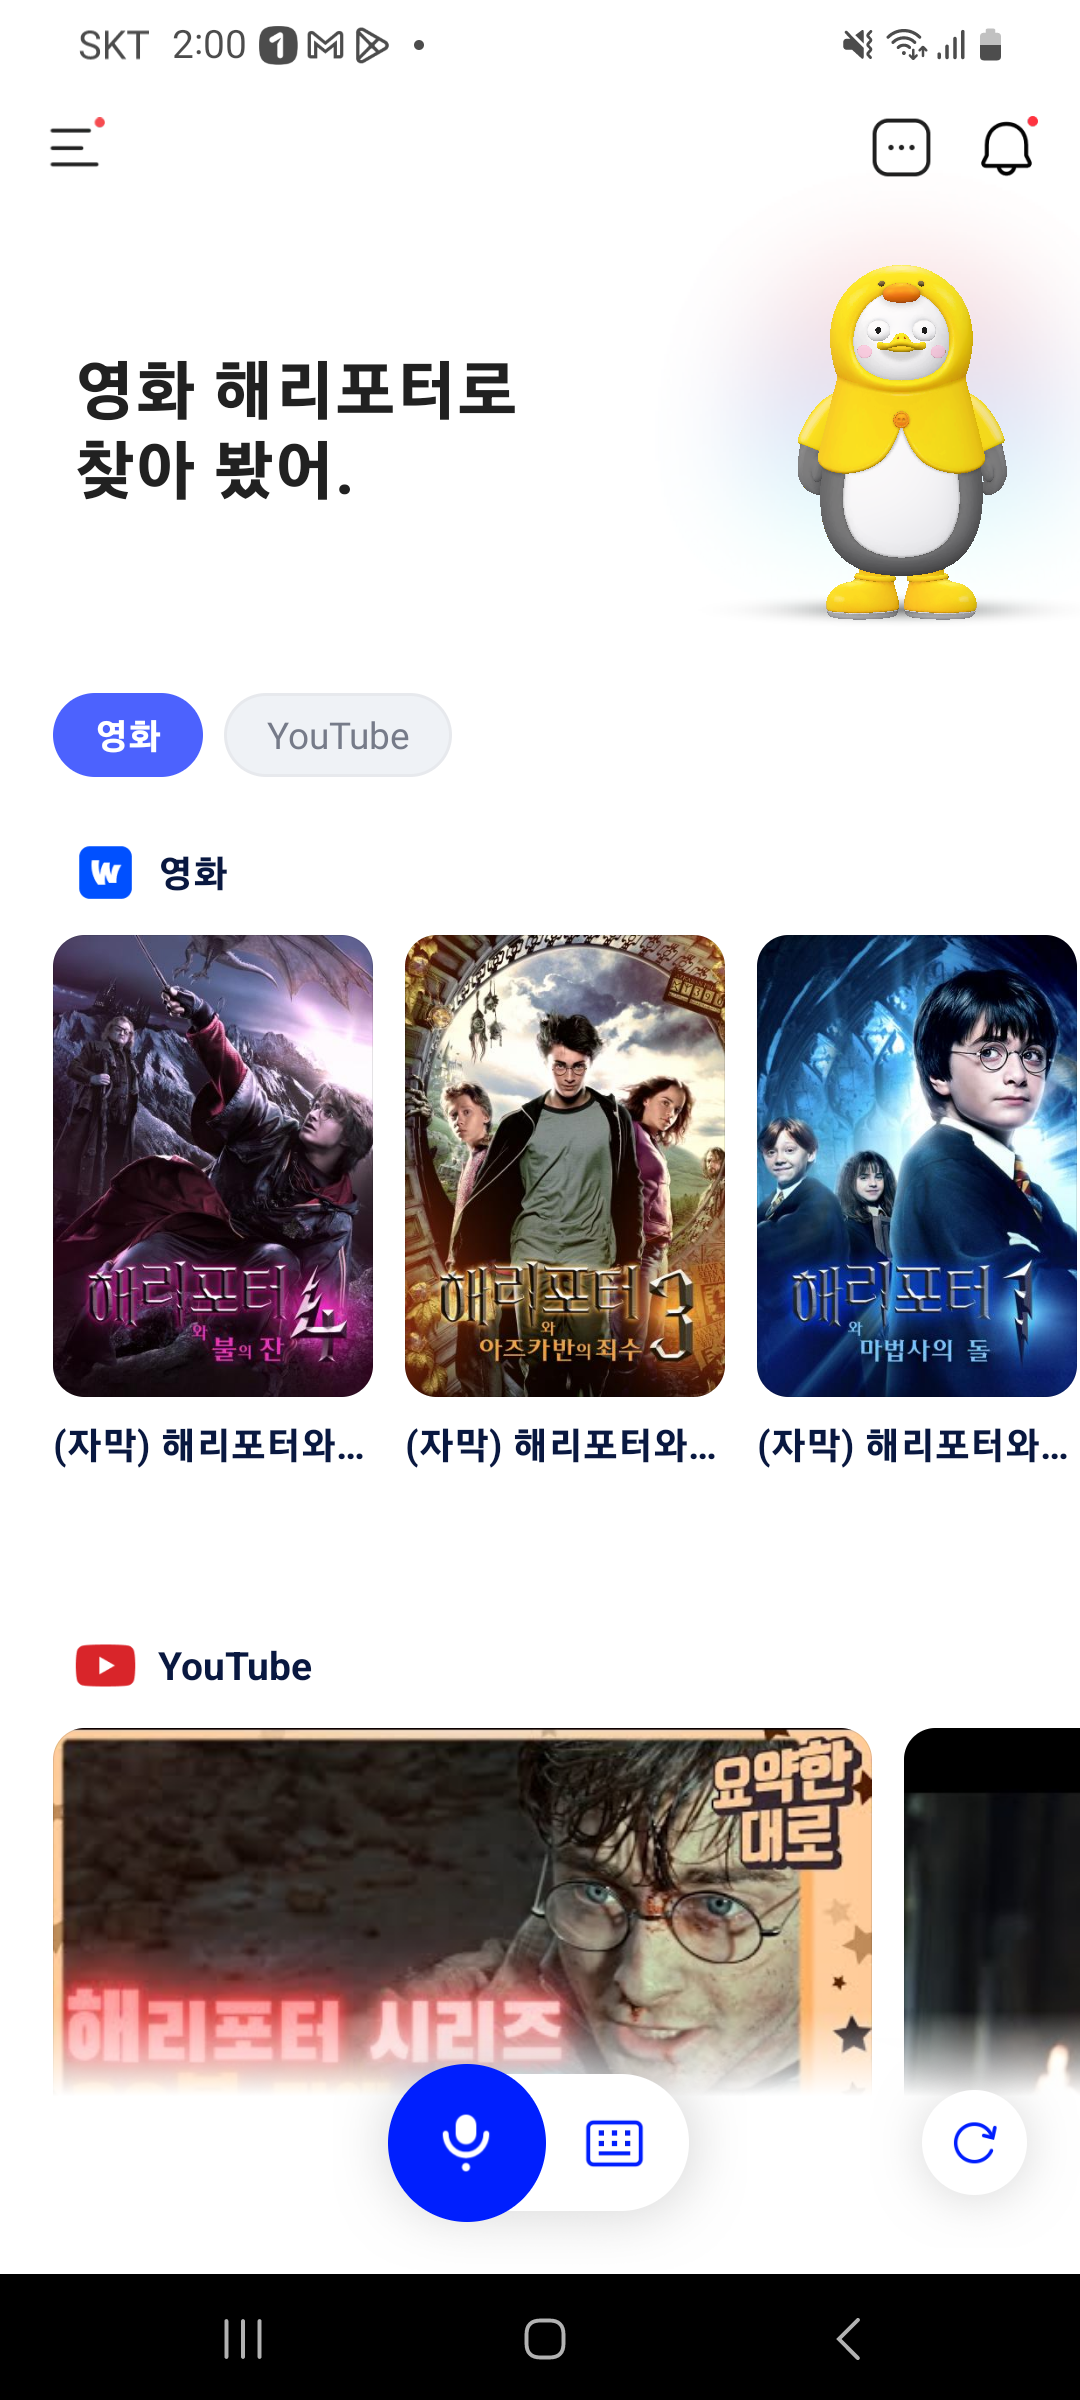 SKT 2:00
영화 해리포터로
찾아 봤어.
영화 YouTube
W 영화
해리포터 4
와
불의 잔
해리포터 3
와
아즈카반의 죄수
해리포터 1
와
마법사의 돌
(자막) 해리포터와...
(자막) 해리포터와...
(자막) 해리포터와...
YouTube
요약한
대로
해리포터 시리즈